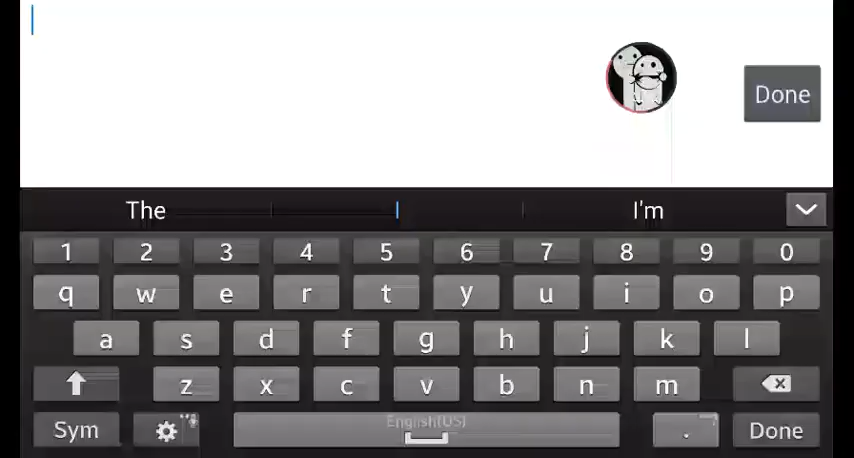 Done
The I'm
1 2 3 4 5 6 7 8 9 0
q w e r t y u i o p
a s d f g h j k l
z x c v b n m
English(US)
Sym . Done